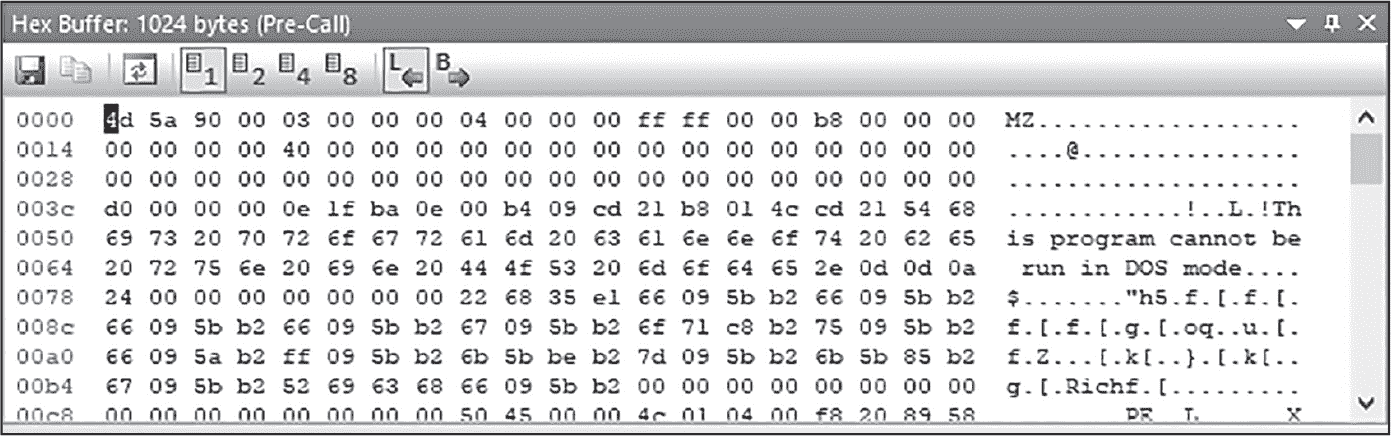 Hex Buffer: 1024 bytes (Pre-Call)
1 2 4 8 L B
0000 4d 5a 90 00 03 00 00 00 04 00 00 00 ff ff 00 00 b8 00 00 00 MZ..................
0014 00 00 00 00 40 00 00 00 00 00 00 00 00 00 00 00 00 00 00 00 ....@...............
0028 00 00 00 00 00 00 00 00 00 00 00 00 00 00 00 00 00 00 00 00 ....................
003c d0 00 00 00 0e 1f ba 0e 00 b4 09 cd 21 b8 01 4c cd 21 54 68 ............!..L.!Th
0050 69 73 20 70 72 6f 67 72 61 6d 20 63 61 6e 6e 6f 74 20 62 65 is program cannot be
0064 20 72 75 6e 20 69 6e 20 44 4f 53 20 6d 6f 64 65 2e 0d 0d 0a run in DOS mode....
0078 24 00 00 00 00 00 00 00 22 68 35 e1 66 09 5b b2 66 09 5b b2 $......."h5.f.[.f.[.
008c 66 09 5b b2 66 09 5b b2 67 09 5b b2 6f 71 c8 b2 75 09 5b b2 f.[.f.[.g.[.oq..u.[.
00a0 66 09 5a b2 ff 09 5b b2 6b 5b be b2 7d 09 5b b2 6b 5b 85 b2 f.Z...[.k[..}.[.k[..
00b4 67 09 5b b2 52 69 63 68 66 09 5b b2 00 00 00 00 00 00 00 00 g.[.Richf.[.........
00c8 00 00 00 00 00 00 00 00 50 45 00 00 4c 01 04 00 f8 20 89 58 PE L X